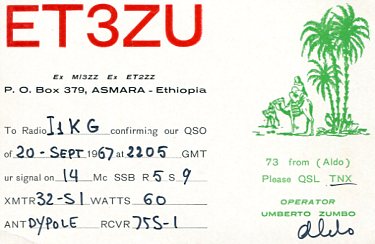 ET3ZU
Ex MI3ZZ Ex ET2ZZ
P. O. Box 379, ASMARA - Ethiopia
To Radio I1KG confirming our QSO
of 20-SEPT 1967 at 2205 GMT
ur signal on 14 Mc SSB R 5 S 9
XMTR 32-S1 WATTS 60
ANT DYPOLE RCVR 75S-1
73 from (Aldo)
Please QSL TNX
OPERATOR
UMBERTO ZUMBO
Aldo